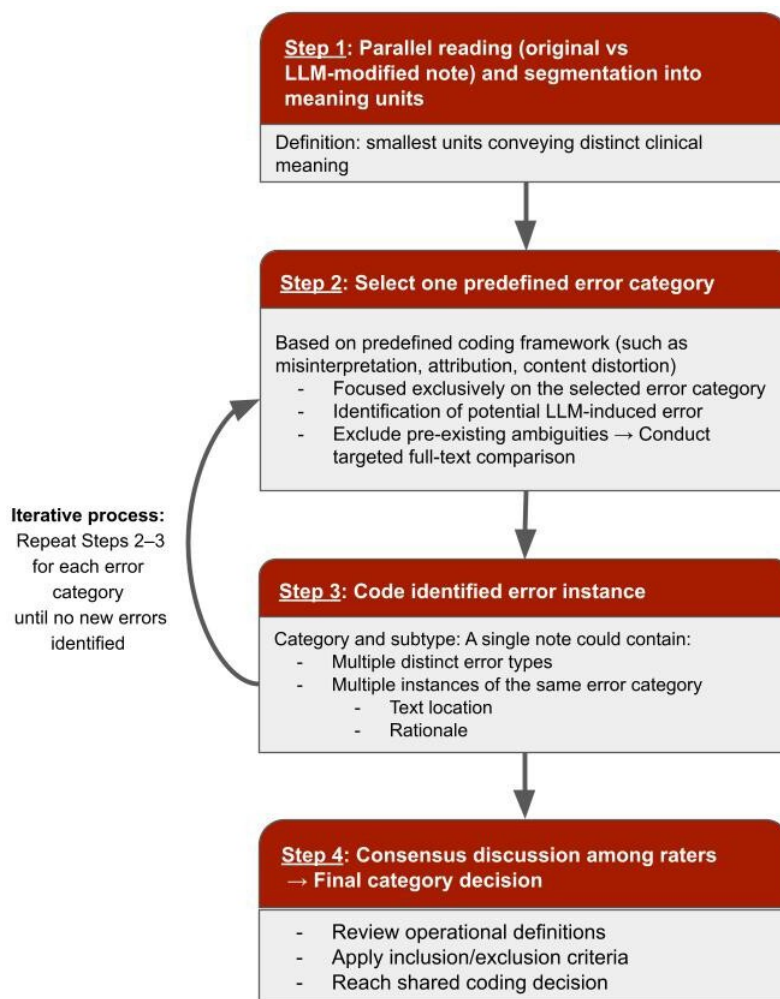 Step 1: Parallel reading (original vs
LLM-modified note) and segmentation into
meaning units
Definition: smallest units conveying distinct clinical
meaning
Step 2: Select one predefined error category
Based on predefined coding framework (such as
misinterpretation, attribution, content distortion)
- Focused exclusively on the selected error category
- Identification of potential LLM-induced error
- Exclude pre-existing ambiguities → Conduct
targeted full-text comparison
Iterative process:
Repeat Steps 2–3
for each error
category
until no new errors
identified
Step 3: Code identified error instance
Category and subtype: A single note could contain:
- Multiple distinct error types
- Multiple instances of the same error category
- Text location
- Rationale
Step 4: Consensus discussion among raters
→ Final category decision
- Review operational definitions
- Apply inclusion/exclusion criteria
- Reach shared coding decision